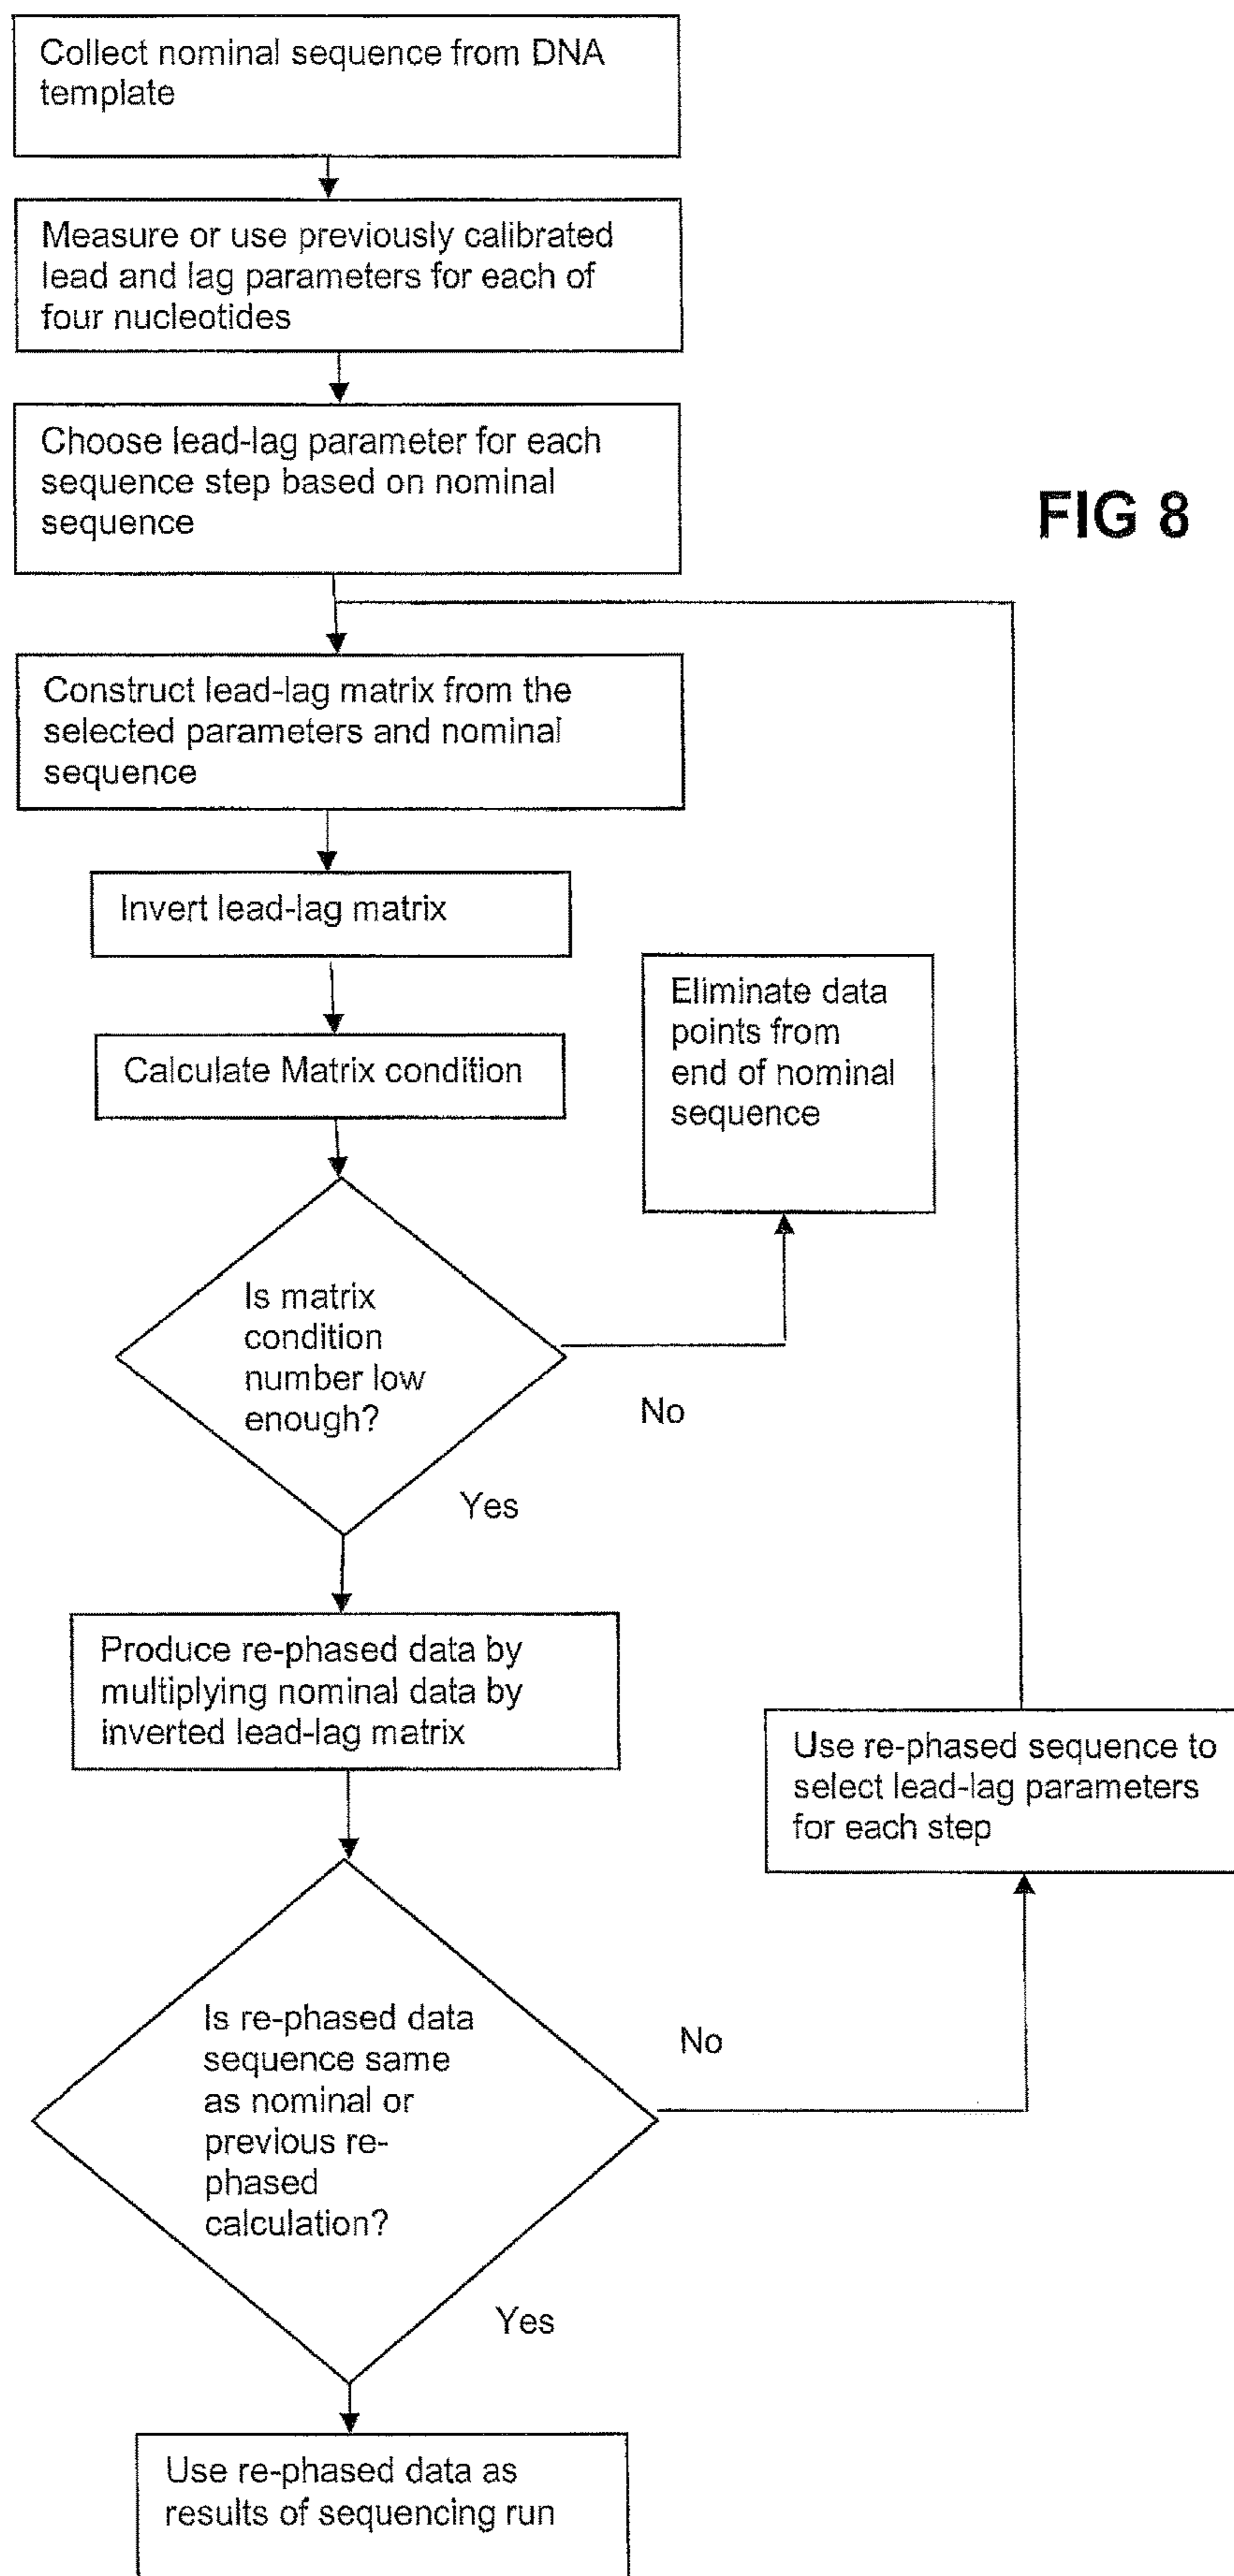 Collect nominal sequence from DNA
template
Measure or use previously calibrated
lead and lag parameters for each of
four nucleotides
Choose lead-lag parameter for each
sequence step based on nominal
sequence
FIG 8
Construct lead-lag matrix from the
selected parameters and nominal
sequence
Invert lead-lag matrix
Eliminate data
points from
end of nominal
sequence
Calculate Matrix condition
Is matrix
condition
number low
enough?
No
Yes
Produce re-phased data by
multiplying nominal data by
inverted lead-lag matrix
Use re-phased sequence to
select lead-lag parameters
for each step
Is re-phased data
sequence same
as nominal or
previous re-
phased
calculation?
No
Yes
Use re-phased data as
results of sequencing run